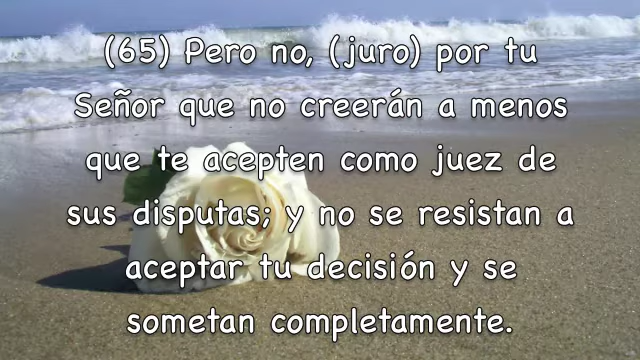 (65) Pero no, (juro) por tu
Señor que no creerán a menos
que te acepten como juez de
sus disputas; y no se resistan a
aceptar tu decisión y se
sometan completamente.